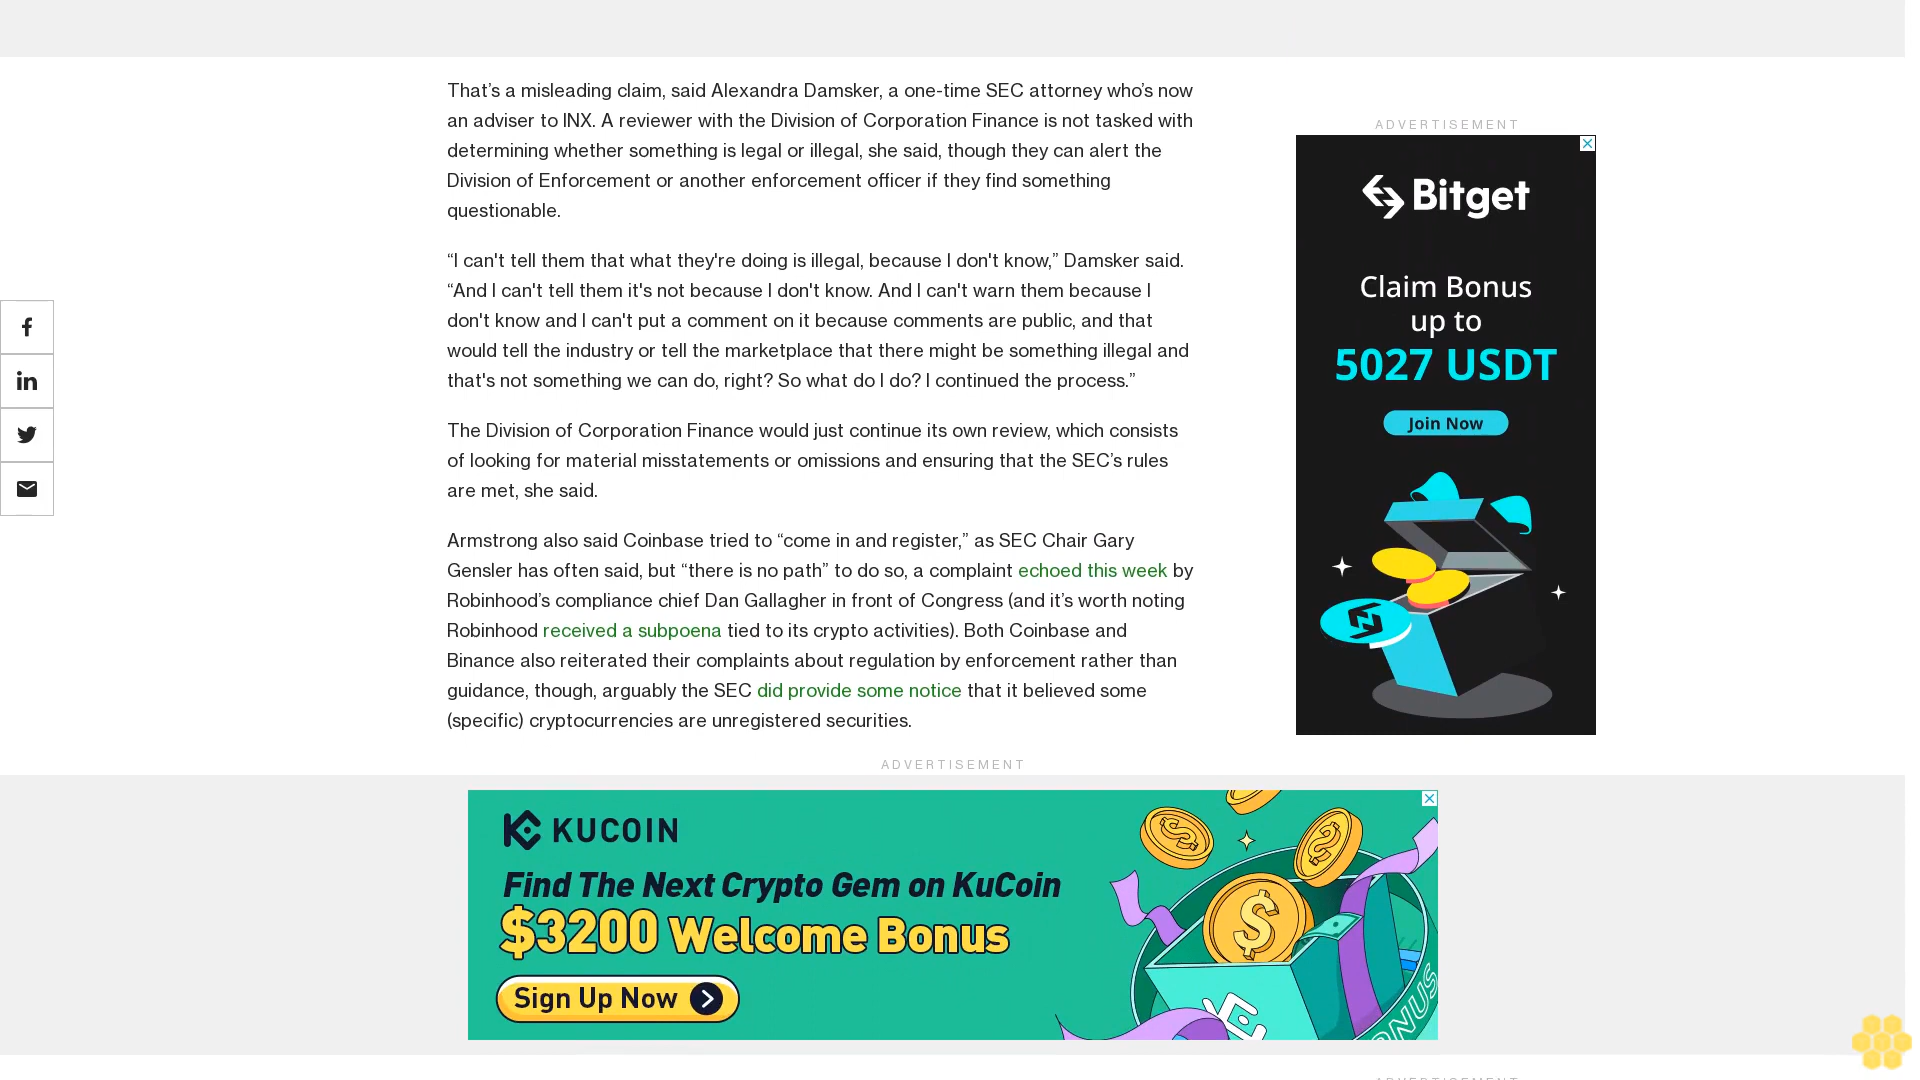 That’s a misleading claim, said Alexandra Damsker, a one-time SEC attorney who’s now
an adviser to INX. A reviewer with the Division of Corporation Finance is not tasked with
determining whether something is legal or illegal, she said, though they can alert the
Division of Enforcement or another enforcement officer if they find something
questionable.
“I can't tell them that what they're doing is illegal, because I don't know,” Damsker said.
“And I can't tell them it's not because I don't know. And I can't warn them because I
don't know and I can't put a comment on it because comments are public, and that
would tell the industry or tell the marketplace that there might be something illegal and
that's not something we can do, right? So what do I do? I continued the process.”
The Division of Corporation Finance would just continue its own review, which consists
of looking for material misstatements or omissions and ensuring that the SEC’s rules
are met, she said.
Armstrong also said Coinbase tried to “come in and register,” as SEC Chair Gary
Gensler has often said, but “there is no path” to do so, a complaint echoed this week by
Robinhood’s compliance chief Dan Gallagher in front of Congress (and it’s worth noting
Robinhood received a subpoena tied to its crypto activities). Both Coinbase and
Binance also reiterated their complaints about regulation by enforcement rather than
guidance, though, arguably the SEC did provide some notice that it believed some
(specific) cryptocurrencies are unregistered securities.
ADVERTISEMENT
Bitget
Claim Bonus
up to
5027 USDT
Join Now
ADVERTISEMENT
KUCOIN
Find The Next Crypto Gem on KuCoin
$3200 Welcome Bonus
Sign Up Now
BONUS
ADVERTISEMENT